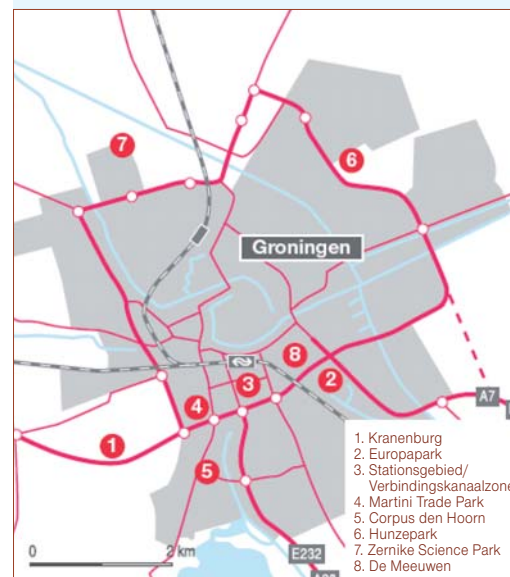 7
6
Groningen
8
3
2
4
A7
1
5
1. Kranenburg
2. Europapark
3. Stationsgebied/
Verbindingskanaalzone
4. Martini Trade Park
5. Corpus den Hoorn
6. Hunzepark
7. Zernike Science Park
8. De Meeuwen
0 2 km
E232